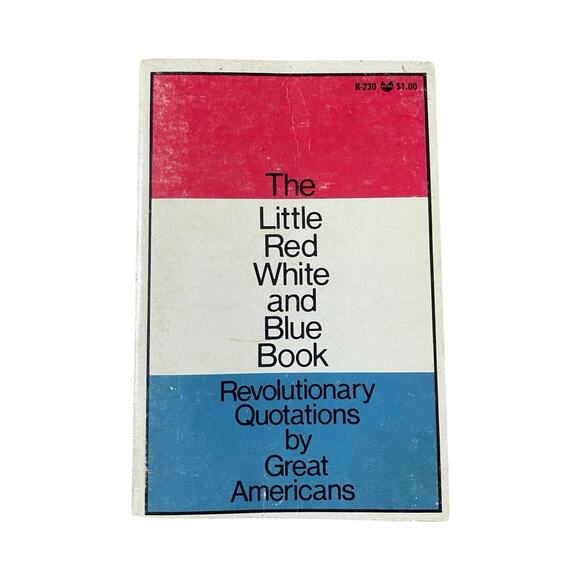 B-230 $1.00
The
Little
Red
White
and
Blue
Book
Revolutionary
Quotations
by
Great
Americans